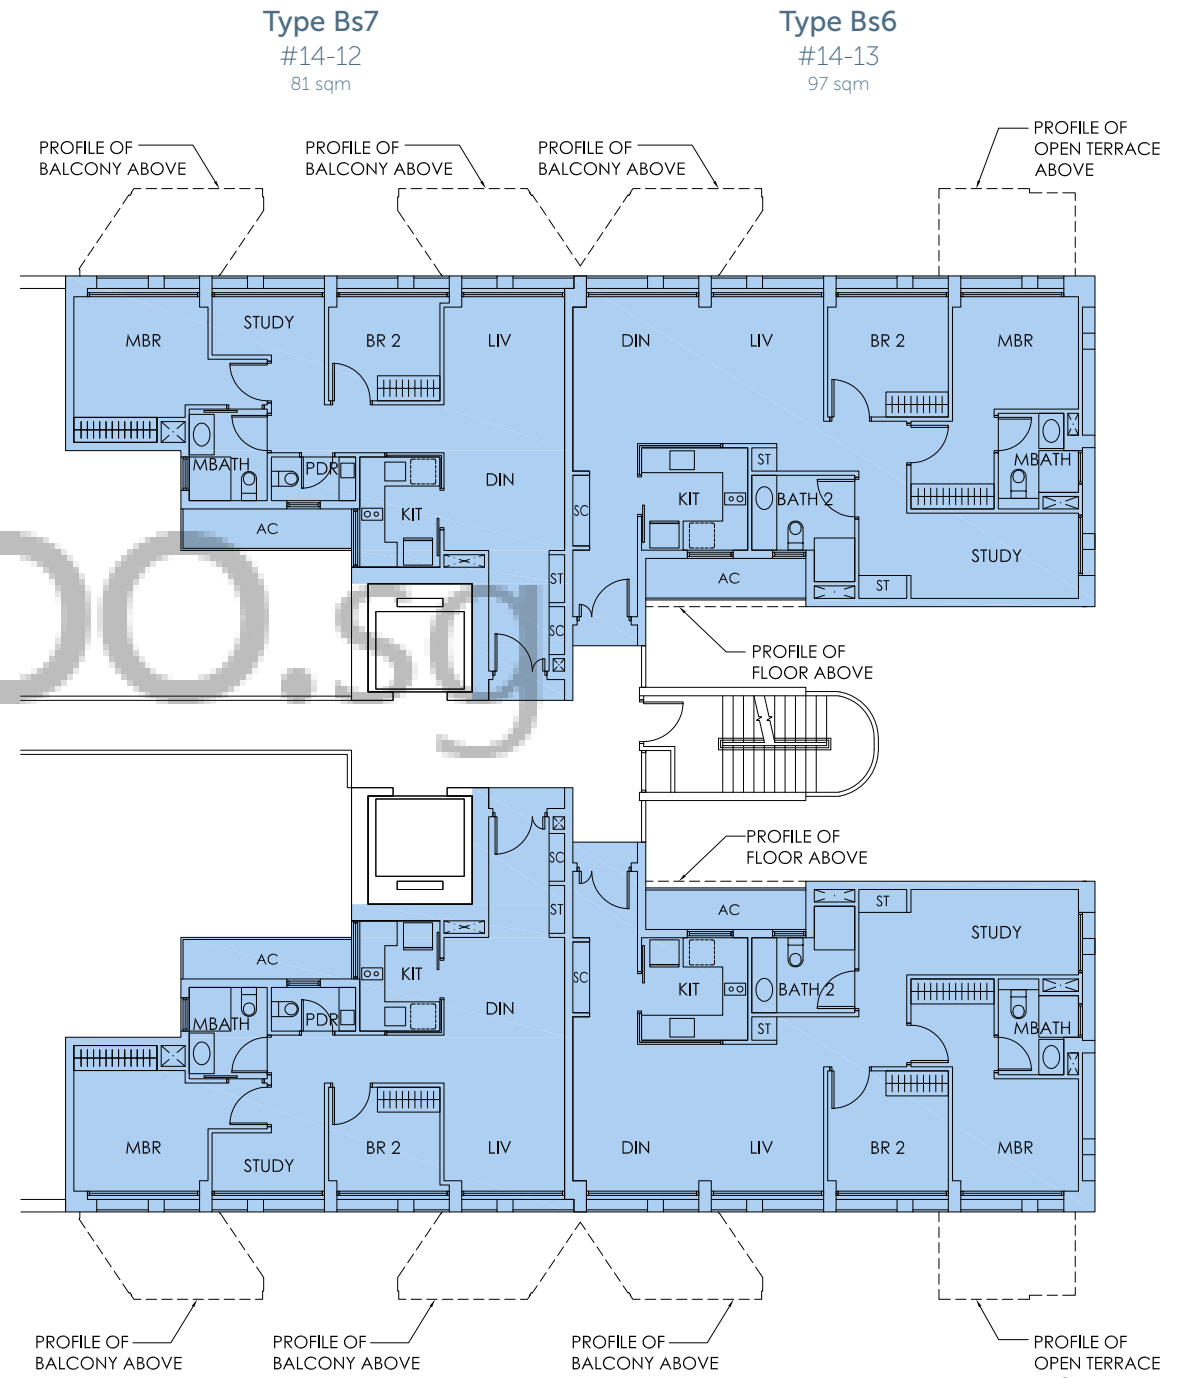 Type Bs7
#14-12
81 sqm
Type Bs6
#14-13
97 sqm
PROFILE OF
BALCONY ABOVE
PROFILE OF
BALCONY ABOVE
PROFILE OF
BALCONY ABOVE
PROFILE OF
OPEN TERRACE
ABOVE
MBR
STUDY
BR 2
LIV
DIN
LIV
BR 2
MBR
MBATH
PDR
DIN
KIT
AC
ST
SC
SC
KIT
ST
BATH 2
MBATH
AC
ST
STUDY
PROFILE OF
FLOOR ABOVE
oo.sg
PROFILE OF
FLOOR ABOVE
SC
ST
AC
KIT
DIN
MBATH
PDR
SC
AC
ST
STUDY
KIT
BATH 2
ST
MBATH
MBR
STUDY
BR 2
LIV
DIN
LIV
BR 2
MBR
PROFILE OF
BALCONY ABOVE
PROFILE OF
BALCONY ABOVE
PROFILE OF
BALCONY ABOVE
PROFILE OF
OPEN TERRACE